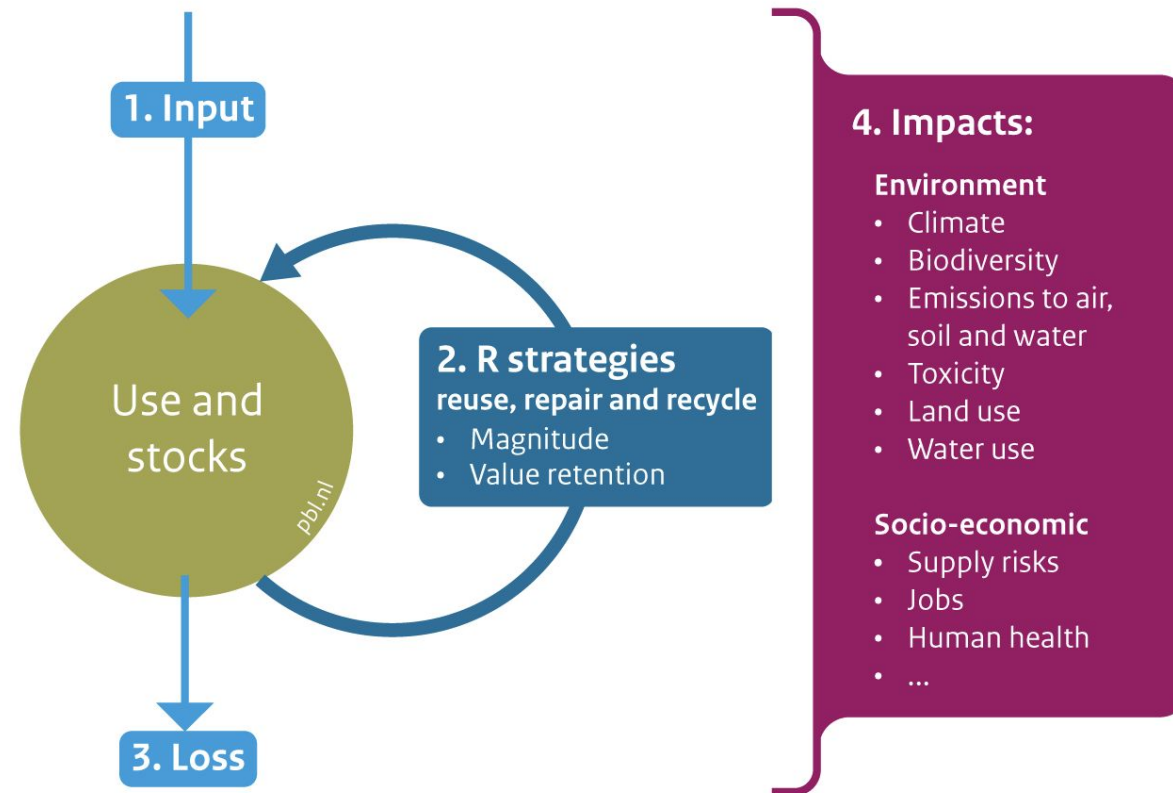 1. Input
Use and
stocks
pbl.nl
2. R strategies
reuse, repair and recycle
• Magnitude
• Value retention
3. Loss
4. Impacts:
Environment
• Climate
• Biodiversity
• Emissions to air,
soil and water
• Toxicity
• Land use
• Water use
Socio-economic
• Supply risks
• Jobs
• Human health
• ...